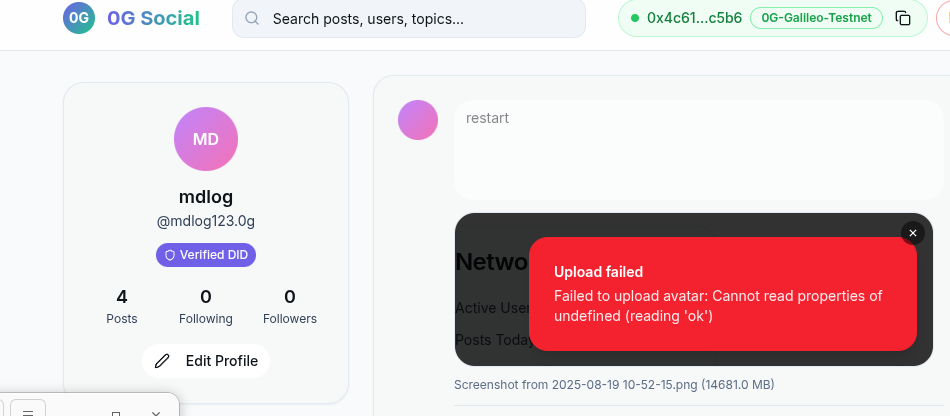 0G
0G Social
Search posts, users, topics...
0x4c61...c5b6
0G-Galileo-Testnet
MD
mdlog
@mdlog123.0g
Verified DID
4
0
0
Posts
Following
Followers
Edit Profile
restart
Active
Posts Today
Upload failed
Failed to upload avatar: Cannot read properties of
undefined (reading 'ok')
Screenshot from 2025-08-19 10-52-15.png (14681.0 MB)